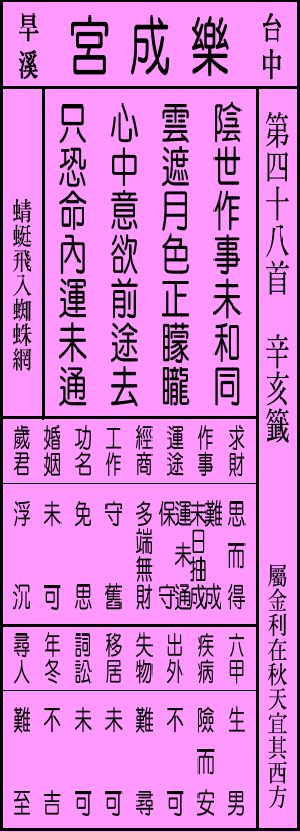 台中
樂成宮
旱溪
第四十八首 辛亥籤 屬金利在秋天宜其西方
陰世作事未和同
雲遮月色正矇朧
心中意欲前途去
只恐命內運未通
蜻蜓飛入蜘蛛網
求財 思而得
作事 難成 末日抽成
運途 運未通 保守
經商 多端無財
工作 守舊
功名 免思
婚姻 未可
歲君 浮沉
六甲 生男
疾病 險而安
出外 不可
失物 難尋
移居 未可
詞訟 未可
年冬 不吉
尋人 難至